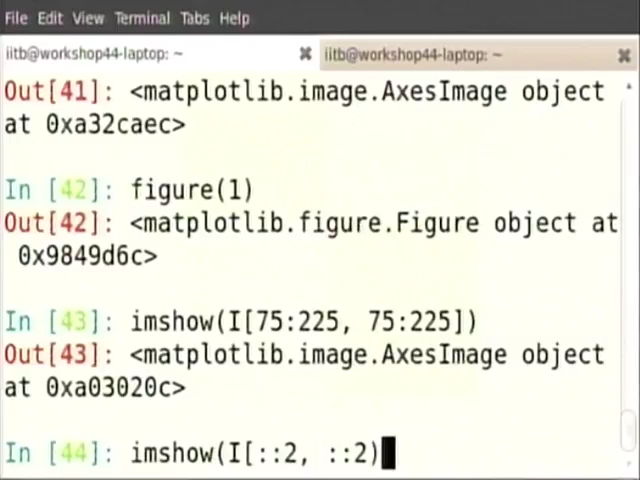 File Edit View Terminal Tabs Help
iitb@workshop44-laptop: ~ iitb@workshop44-laptop: ~
Out[41]: <matplotlib.image.AxesImage object
at 0xa32caec>
In [42]: figure(1)
Out[42]: <matplotlib.figure.Figure object at
0x9849d6c>
In [43]: imshow(I[75:225, 75:225])
Out[43]: <matplotlib.image.AxesImage object
at 0xa03020c>
In [44]: imshow(I[::2, ::2)